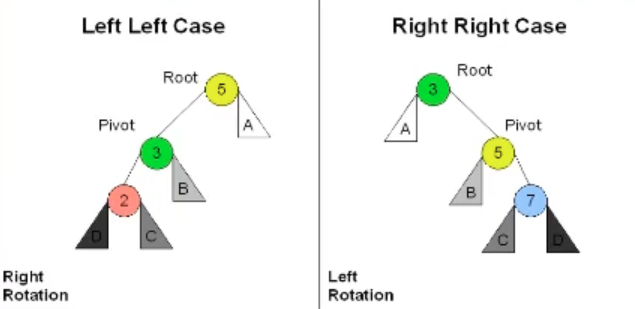 Left Left Case
Root
5
A
Pivot
3
B
2
D
C
Right
Rotation
Right Right Case
Root
3
A
Pivot
5
B
7
C
D
Left
Rotation